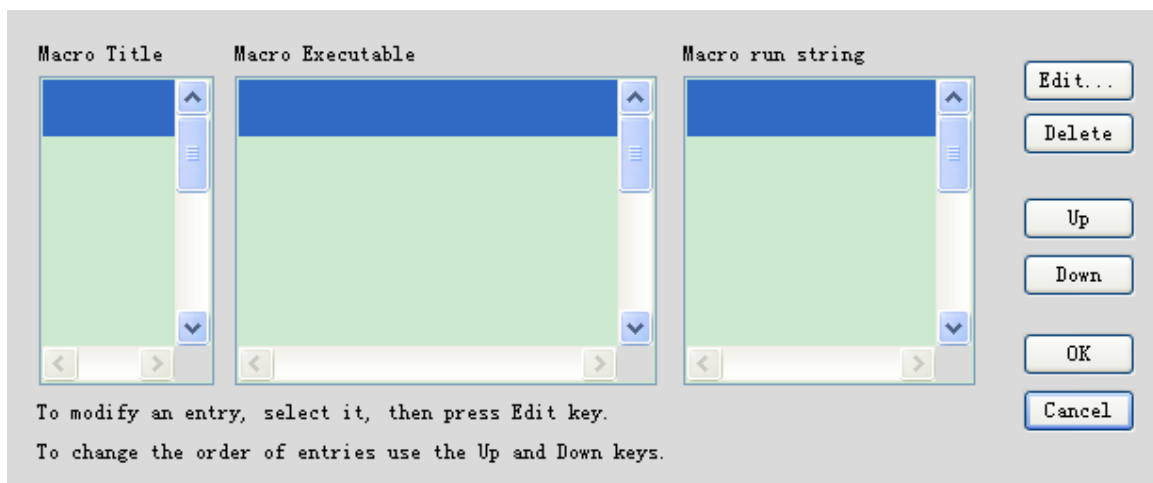 Macro Title
Macro Executable
Macro run string
Edit...
Delete
Up
Down
OK
Cancel
To modify an entry, select it, then press Edit key.
To change the order of entries use the Up and Down keys.